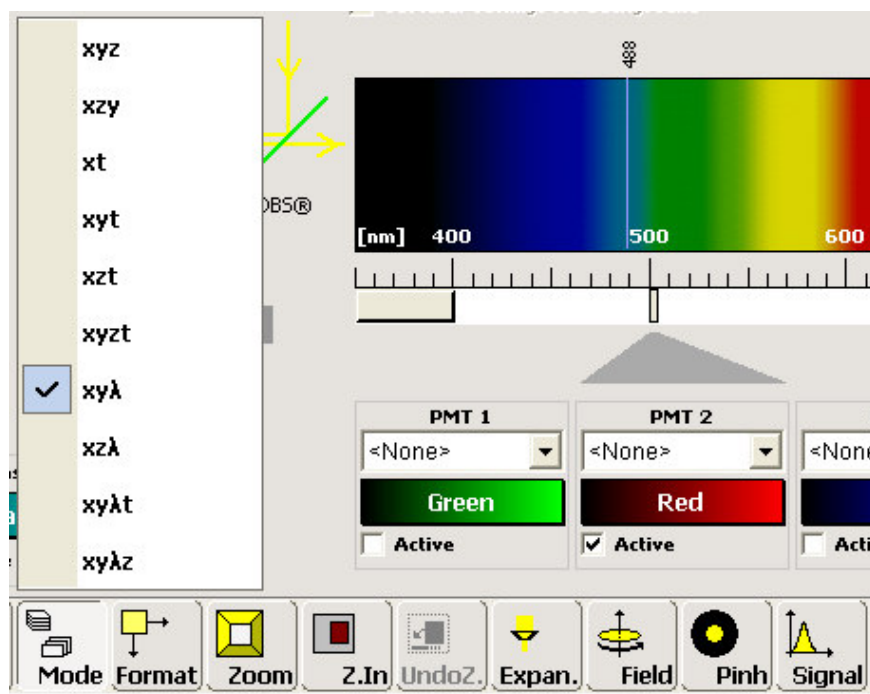 xyz
xzy
xt
xyt
xzt
xyzt
xyλ
xzλ
xyλt
xyλz
488
[nm] 400 500 600
PMT 1 PMT 2
<None> <None>
Green Red
Active Active
Mode Format Zoom Z.In UndoZ. Expan. Field Pinh Signal